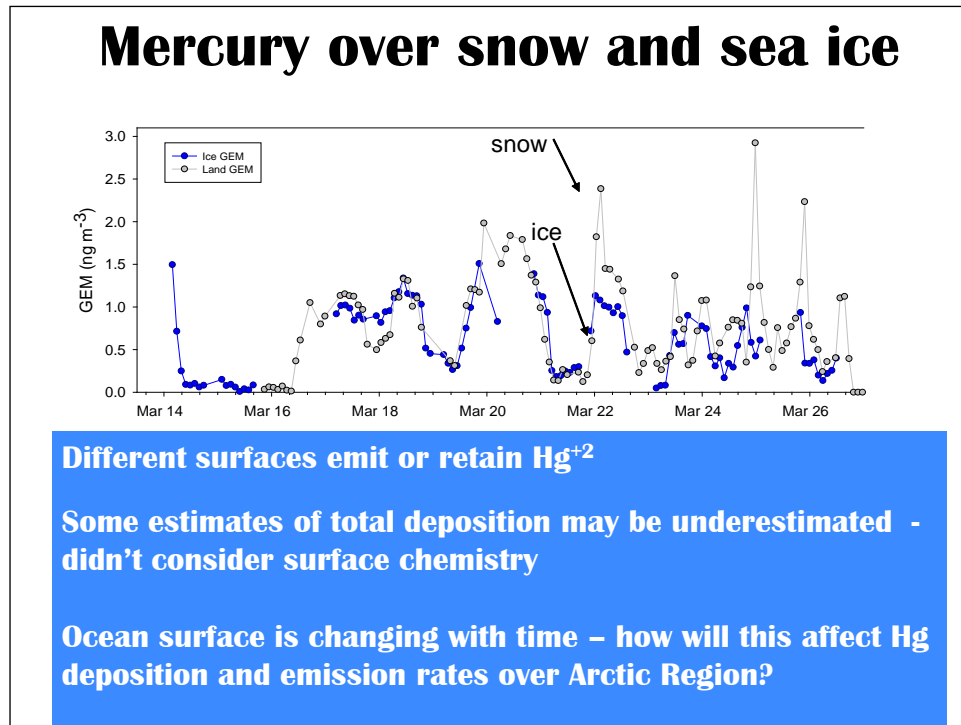 Mercury over snow and sea ice
snow
ice
Ice GEM
Land GEM
GEM (ng m-3)
3.0
2.5
2.0
1.5
1.0
0.5
0.0
Mar 14 Mar 16 Mar 18 Mar 20 Mar 22 Mar 24 Mar 26
Different surfaces emit or retain Hg+2
Some estimates of total deposition may be underestimated -
didn't consider surface chemistry
Ocean surface is changing with time – how will this affect Hg
deposition and emission rates over Arctic Region?